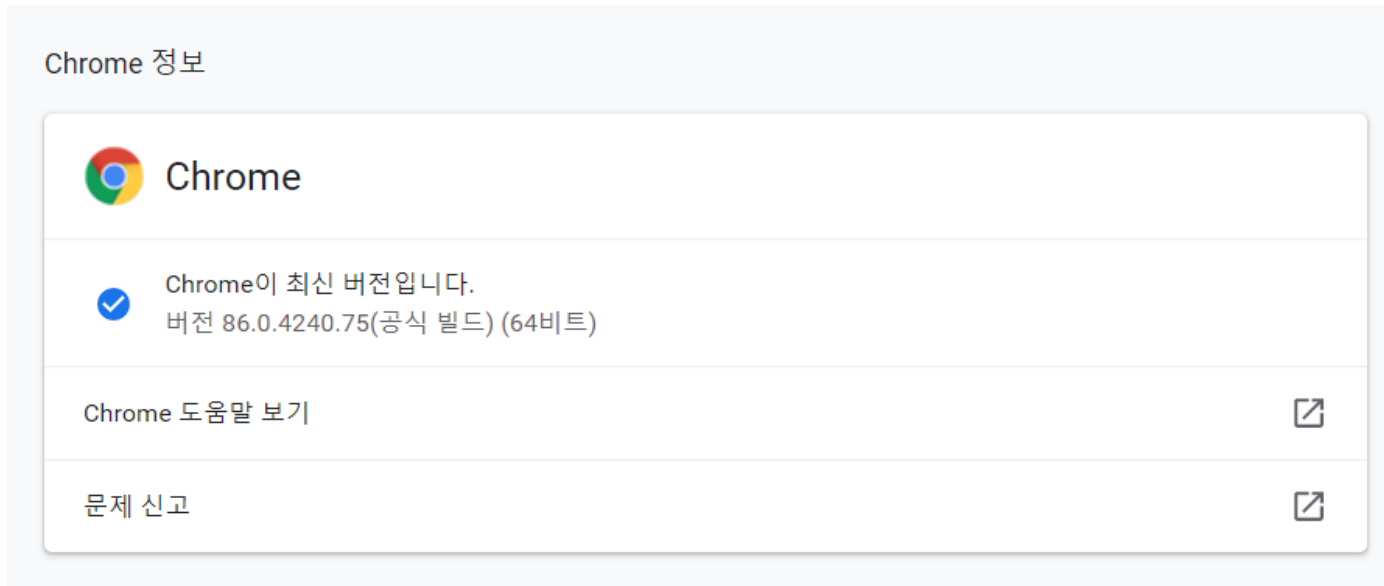 Chrome 정보
Chrome
Chrome이 최신 버전입니다.
버전 86.0.4240.75(공식 빌드) (64비트)
Chrome 도움말 보기
문제 신고